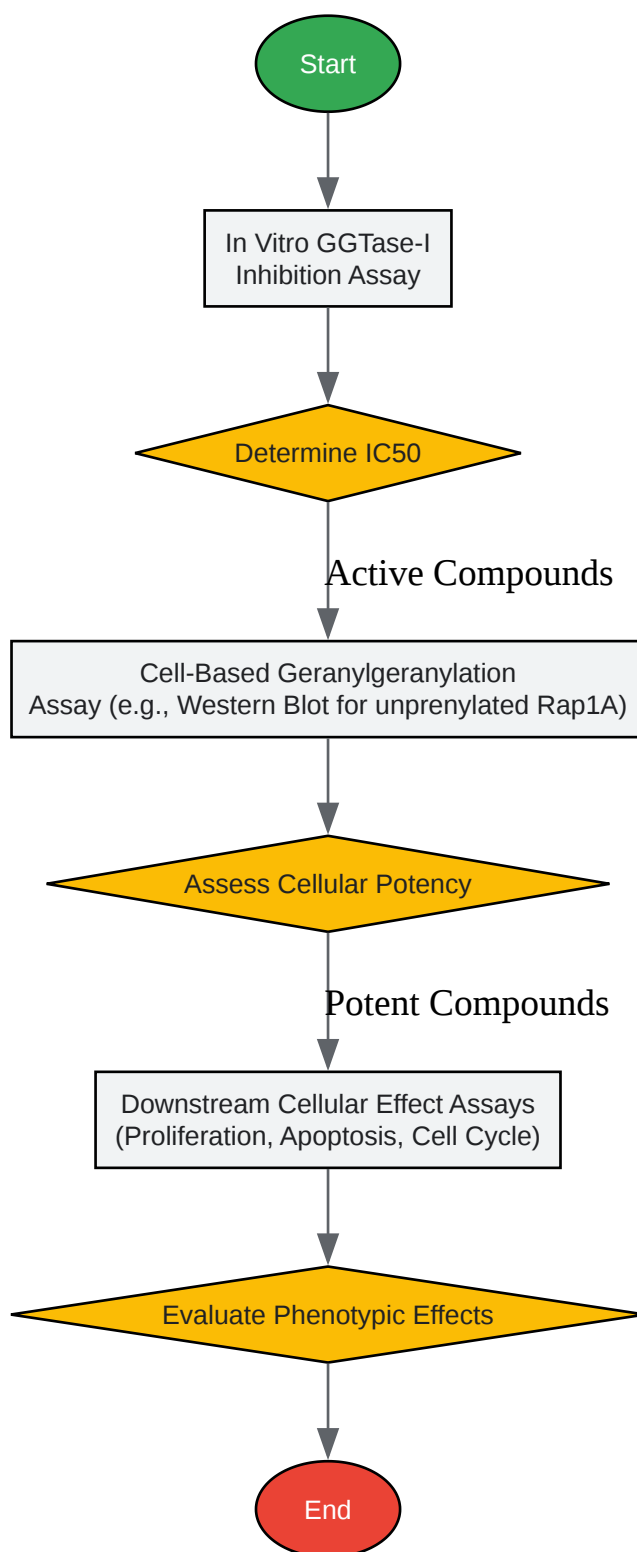 Start
In Vitro GGTase-I
Inhibition Assay
Determine IC50
Active Compounds
Cell-Based Geranylgeranylation
Assay (e.g., Western Blot for unprenylated Rap1A)
Assess Cellular Potency
Potent Compounds
Downstream Cellular Effect Assays
(Proliferation, Apoptosis, Cell Cycle)
Evaluate Phenotypic Effects
End